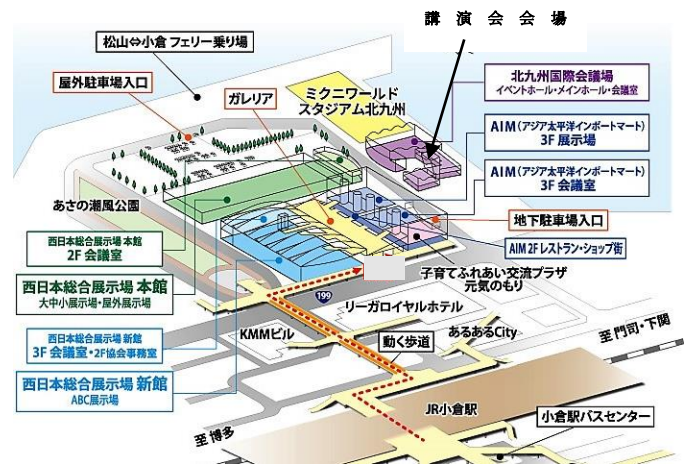 講 演 会 会 場
松山⇔小倉 フェリー乗り場
屋外駐車場入口
ガレリア
ミクニワールド
スタジアム北九州
北九州国際会議場
イベントホール・メインホール・会議室
AIM(アジア太平洋インポートマート)
3F 展示場
AIM(アジア太平洋インポートマート)
3F 会議室
地下駐車場入口
AIM 2F レストラン・ショップ街
子育てふれあい交流プラザ
元気のもり
あさの潮風公園
西日本総合展示場 本館
2F 会議室
西日本総合展示場 本館
大中小展示場・屋外展示場
西日本総合展示場 新館
3F 会議室・2F協会事務室
西日本総合展示場 新館
ABC展示場
199
リーガロイヤルホテル
KMMビル
あるあるCity
動く歩道
至 門司・下関
JR小倉駅
小倉駅バスセンター
至 博多